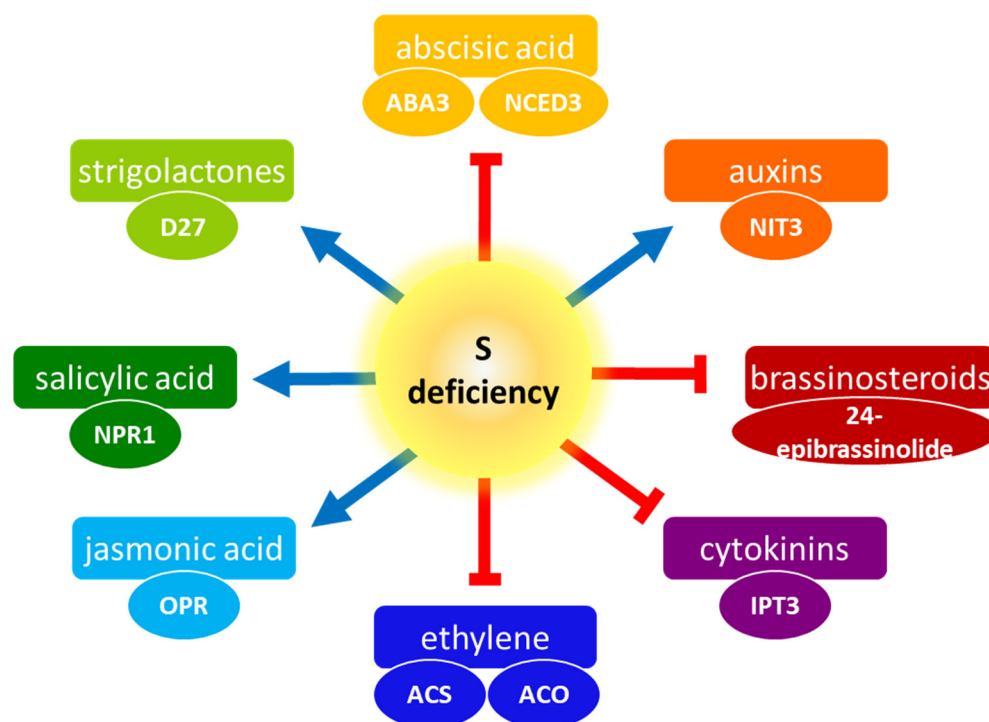 abscisic acid
ABA3
NCED3
strigolactones
D27
auxins
NIT3
S
deficiency
salicylic acid
NPR1
brassinosteroids
24-
epibrassinolide
jasmonic acid
OPR
cytokinins
IPT3
ethylene
ACS
ACO